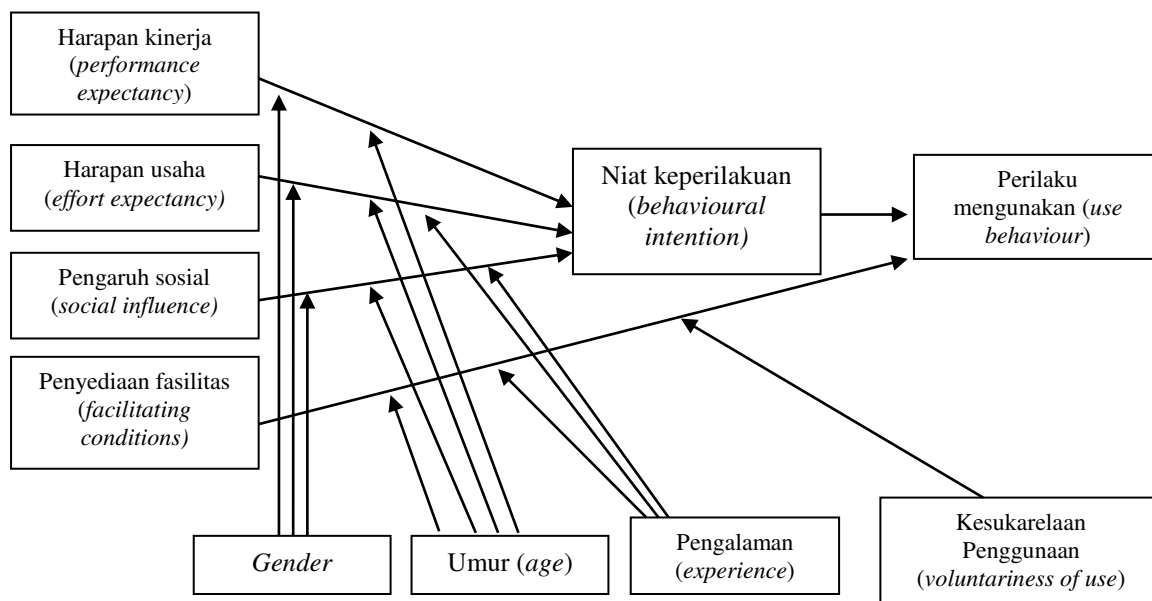 Harapan kinerja
(performance
expectancy)
Harapan usaha
(effort expectancy)
Pengaruh sosial
(social influence)
Penyediaan fasilitas
(facilitating
conditions)
Niat keperilakuan
(behavioural
intention)
Perilaku
mengunakan (use
behaviour)
Gender
Umur (age)
Pengalaman
(experience)
Kesukarelaan
Penggunaan
(voluntariness of use)